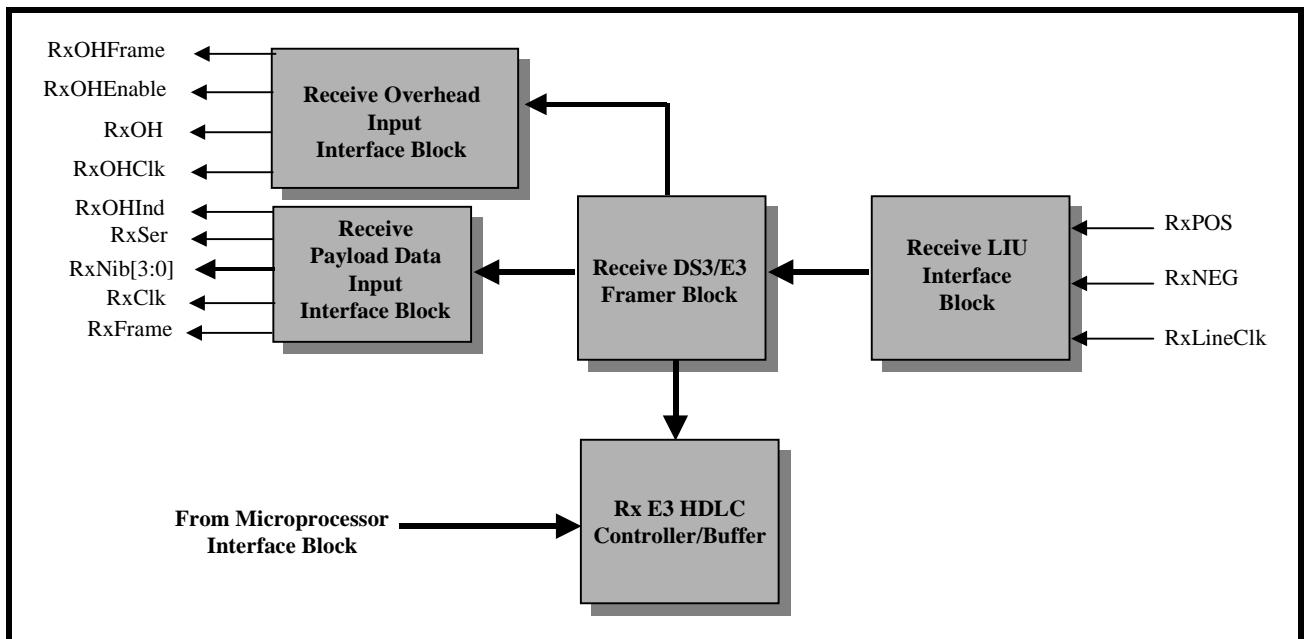 RxOHFrame
RxOHEnable
RxOH
RxOHClk
Receive Overhead
Input
Interface Block
RxOHInd
RxSer
RxNib[3:0]
RxClk
RxFrame
Receive
Payload Data
Input
Interface Block
Receive DS3/E3
Framer Block
Receive LIU
Interface
Block
RxPOS
RxNEG
RxLineClk
From Microprocessor
Interface Block
Rx E3 HDLC
Controller/Buffer